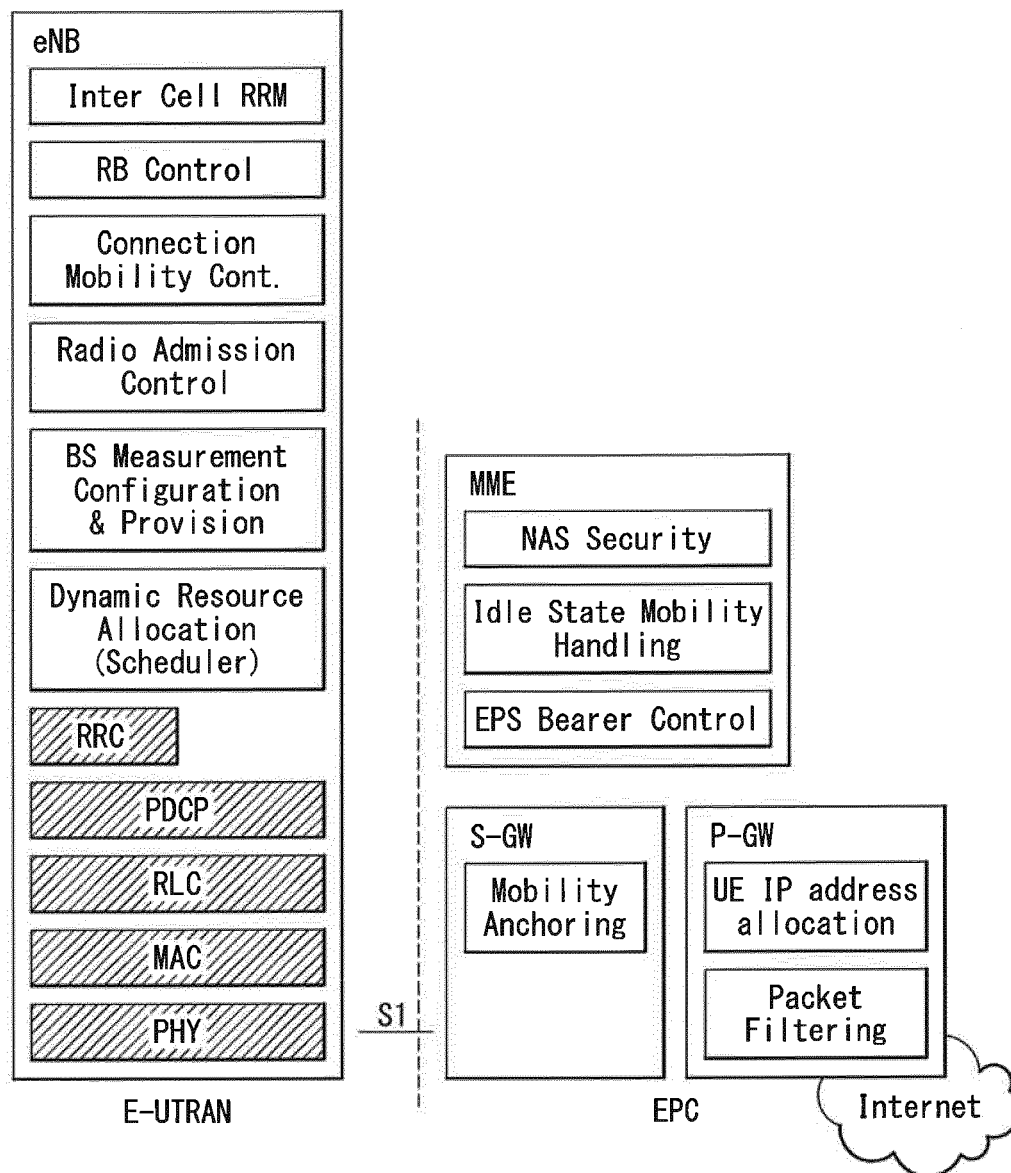 eNB
Inter Cell RRM
RB Control
Connection
Mobility Cont.
Radio Admission
Control
BS Measurement
Configuration
& Provision
Dynamic Resource
Allocation
(Scheduler)
RRC
PDCP
RLC
MAC
PHY
E-UTRAN
S1
MME
NAS Security
Idle State Mobility
Handling
EPS Bearer Control
S-GW
Mobility
Anchoring
P-GW
UE IP address
allocation
Packet
Filtering
EPC
Internet